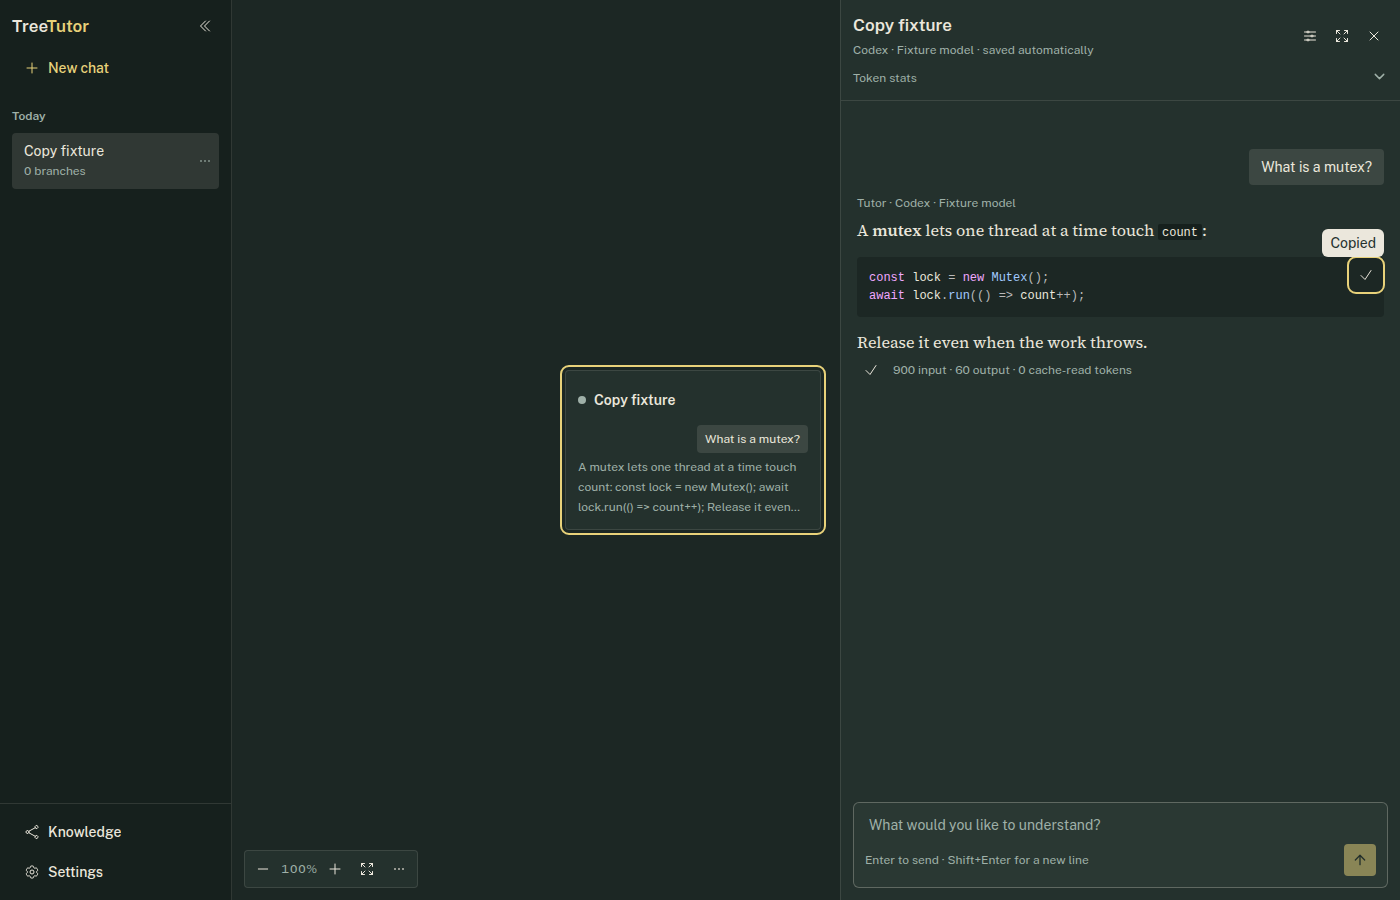 TreeTutor
New chat
Today
Copy fixture
0 branches
Knowledge
Settings
Copy fixture
What is a mutex?
A mutex lets one thread at a time touch
count: const lock = new Mutex(); await
lock.run(() => count++); Release it even...
100%
Copy fixture
Codex · Fixture model · saved automatically
Token stats
What is a mutex?
Tutor · Codex · Fixture model
A mutex lets one thread at a time touch count:
Copied
const lock = new Mutex();
await lock.run(() => count++);
Release it even when the work throws.
900 input · 60 output · 0 cache-read tokens
What would you like to understand?
Enter to send · Shift+Enter for a new line